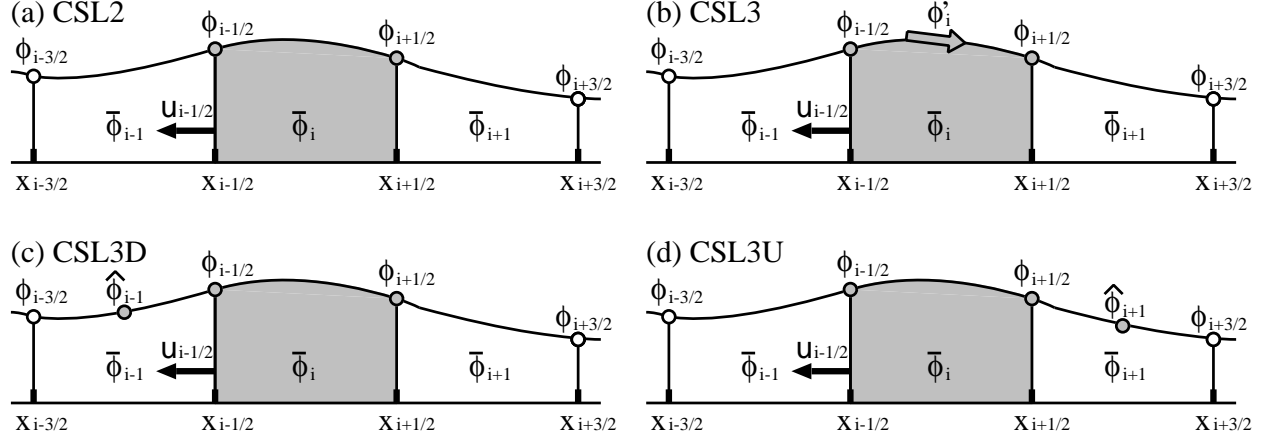 (a) CSL2
ϕi-3/2 ϕi-1/2 ϕi+1/2 ϕi+3/2
ui-1/2
ϕ̄i-1 ϕ̄i ϕ̄i+1
xi-3/2 xi-1/2 xi+1/2 xi+3/2
(b) CSL3
ϕi-3/2 ϕi-1/2 ϕ'i ϕi+1/2 ϕi+3/2
ui-1/2
ϕ̄i-1 ϕ̄i ϕ̄i+1
xi-3/2 xi-1/2 xi+1/2 xi+3/2
(c) CSL3D
ϕi-3/2 ϕ̂i-1 ϕi-1/2 ϕi+1/2 ϕi+3/2
ui-1/2
ϕ̄i-1 ϕ̄i ϕ̄i+1
xi-3/2 xi-1/2 xi+1/2 xi+3/2
(d) CSL3U
ϕi-3/2 ϕi-1/2 ϕi+1/2 ϕ̂i+1 ϕi+3/2
ui-1/2
ϕ̄i-1 ϕ̄i ϕ̄i+1
xi-3/2 xi-1/2 xi+1/2 xi+3/2